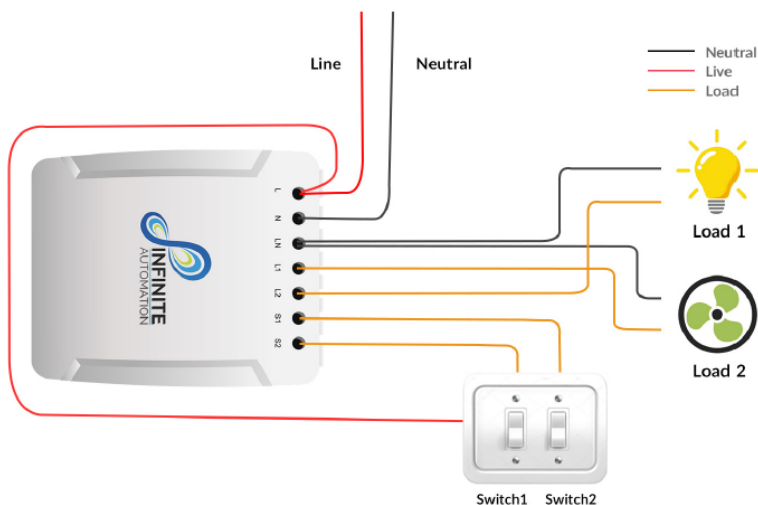 Line
Neutral
Neutral
Live
Load
L
N
LN
L1
L2
S1
S2
INFINITE
AUTOMATION
Load 1
Load 2
Switch1
Switch2